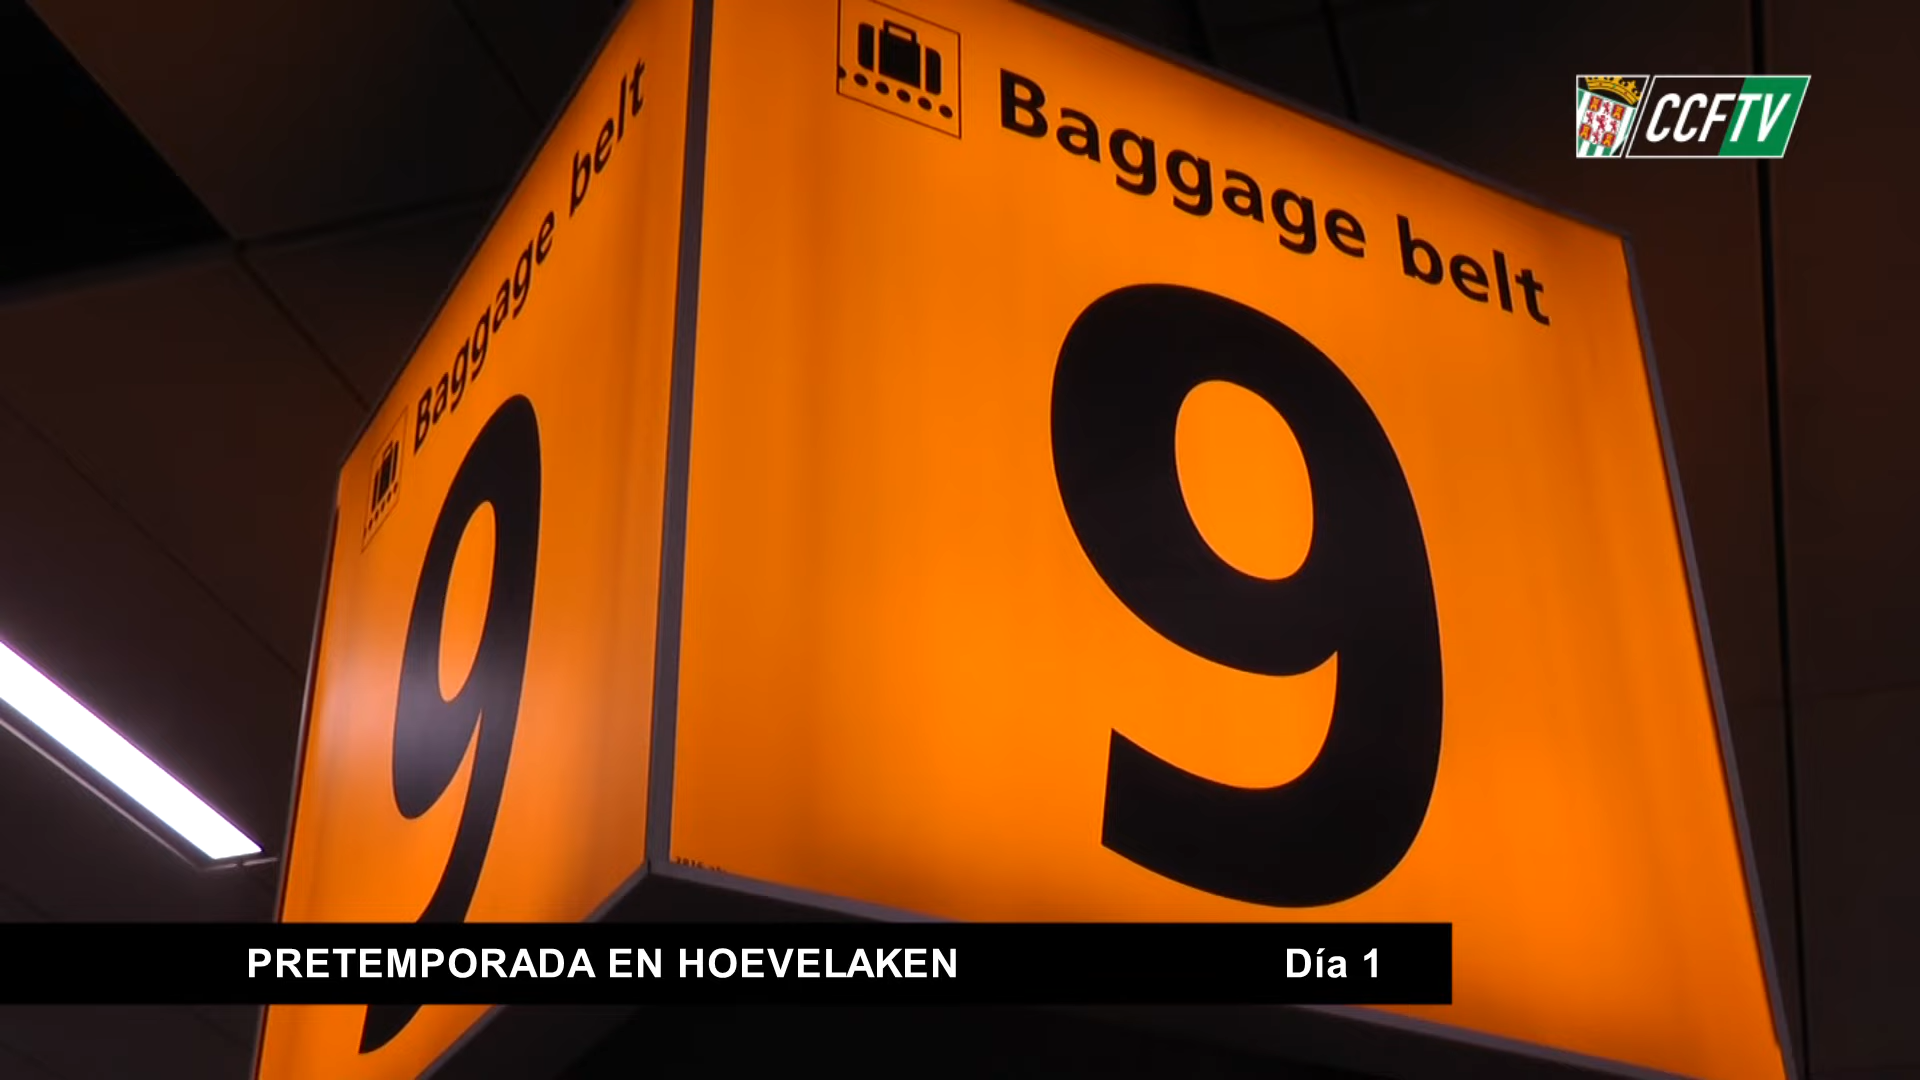 Baggage belt
9
Baggage belt
9
CCFTV
PRETEMPORADA EN HOEVELAKEN
Día 1